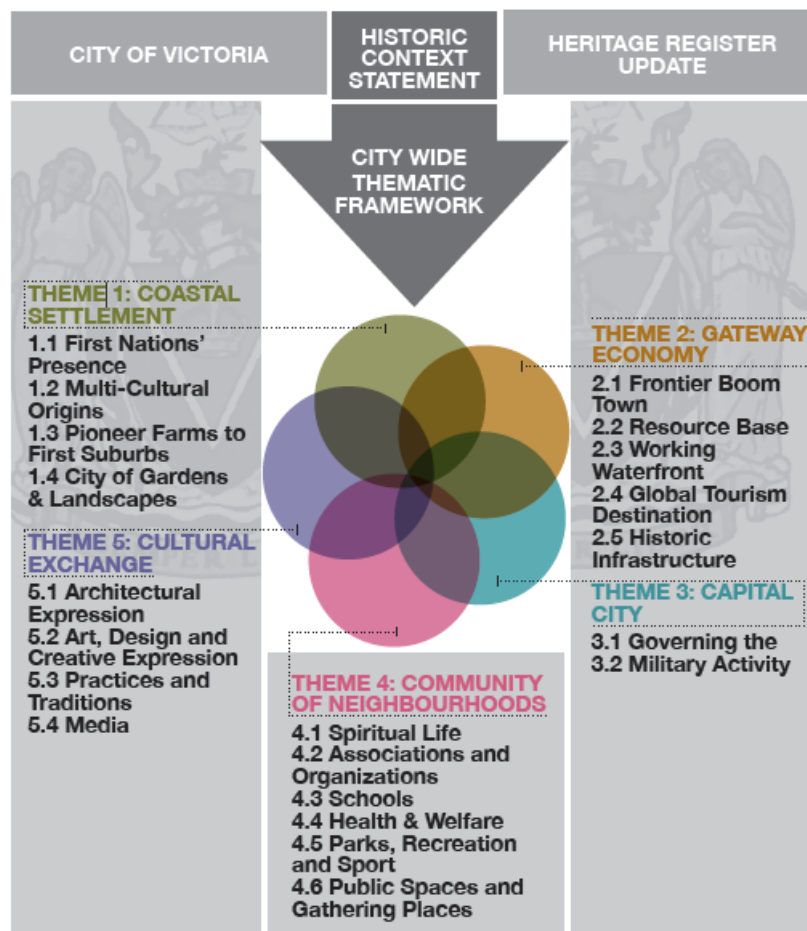 CITY OF VICTORIA
HISTORIC
CONTEXT
STATEMENT
HERITAGE REGISTER
UPDATE
CITY WIDE
THEMATIC
FRAMEWORK
THEME 1: COASTAL
SETTLEMENT
1.1 First Nations'
Presence
1.2 Multi-Cultural
Origins
1.3 Pioneer Farms to
First Suburbs
1.4 City of Gardens
& Landscapes
THEME 2: GATEWAY
ECONOMY
2.1 Frontier Boom
Town
2.2 Resource Base
2.3 Working
Waterfront
2.4 Global Tourism
Destination
2.5 Historic
Infrastructure
THEME 3: CAPITAL
CITY
3.1 Governing the
3.2 Military Activity
THEME 5: CULTURAL
EXCHANGE
5.1 Architectural
Expression
5.2 Art, Design and
Creative Expression
5.3 Practices and
Traditions
5.4 Media
THEME 4: COMMUNITY
OF NEIGHBOURHOODS
4.1 Spiritual Life
4.2 Associations and
Organizations
4.3 Schools
4.4 Health & Welfare
4.5 Parks, Recreation
and Sport
4.6 Public Spaces and
Gathering Places